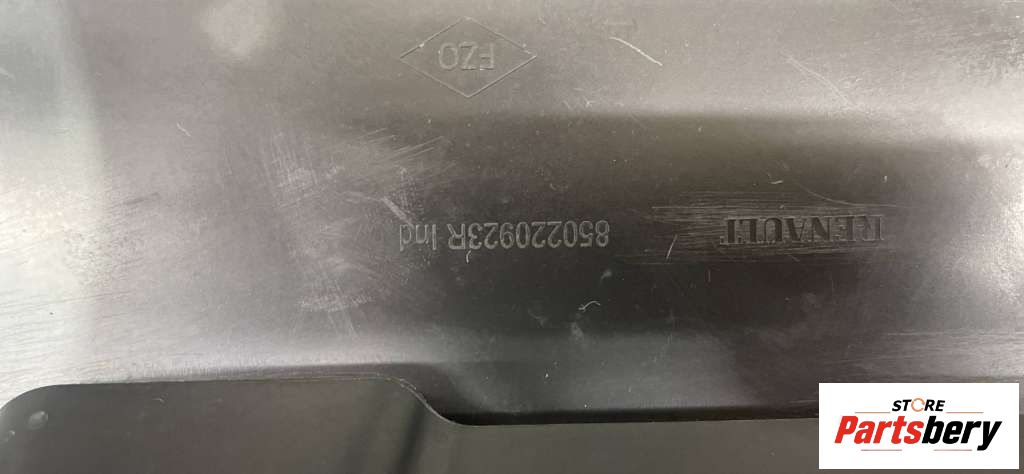 RENAULT 850220923R Ind
FZO
STORE
Partsbery